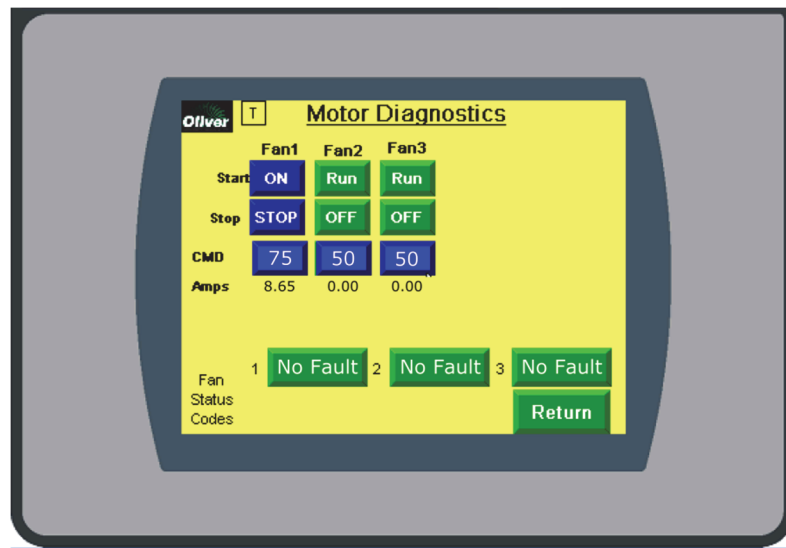 Oliver T Motor Diagnostics
Fan1 Fan2 Fan3
Start ON Run Run
Stop STOP OFF OFF
CMD 75 50 50
Amps 8.65 0.00 0.00
1 No Fault 2 No Fault 3 No Fault
Fan
Status
Codes
Return